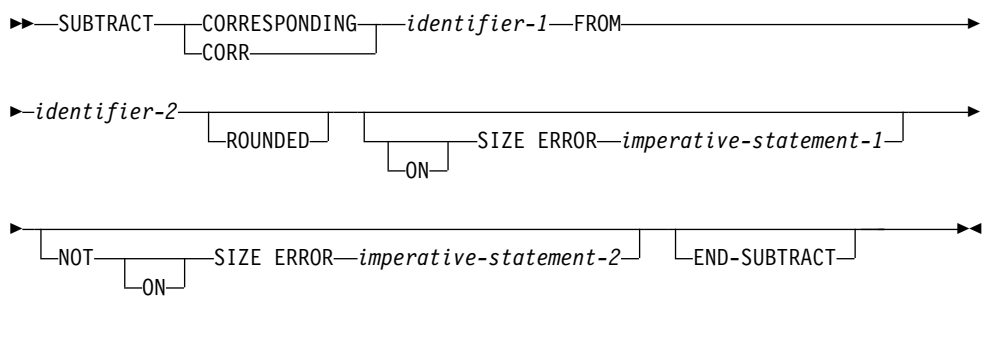 SUBTRACT CORRESPONDING identifier-1 FROM
CORR
identifier-2
ROUNDED SIZE ERROR imperative-statement-1
ON
NOT SIZE ERROR imperative-statement-2 END-SUBTRACT
ON